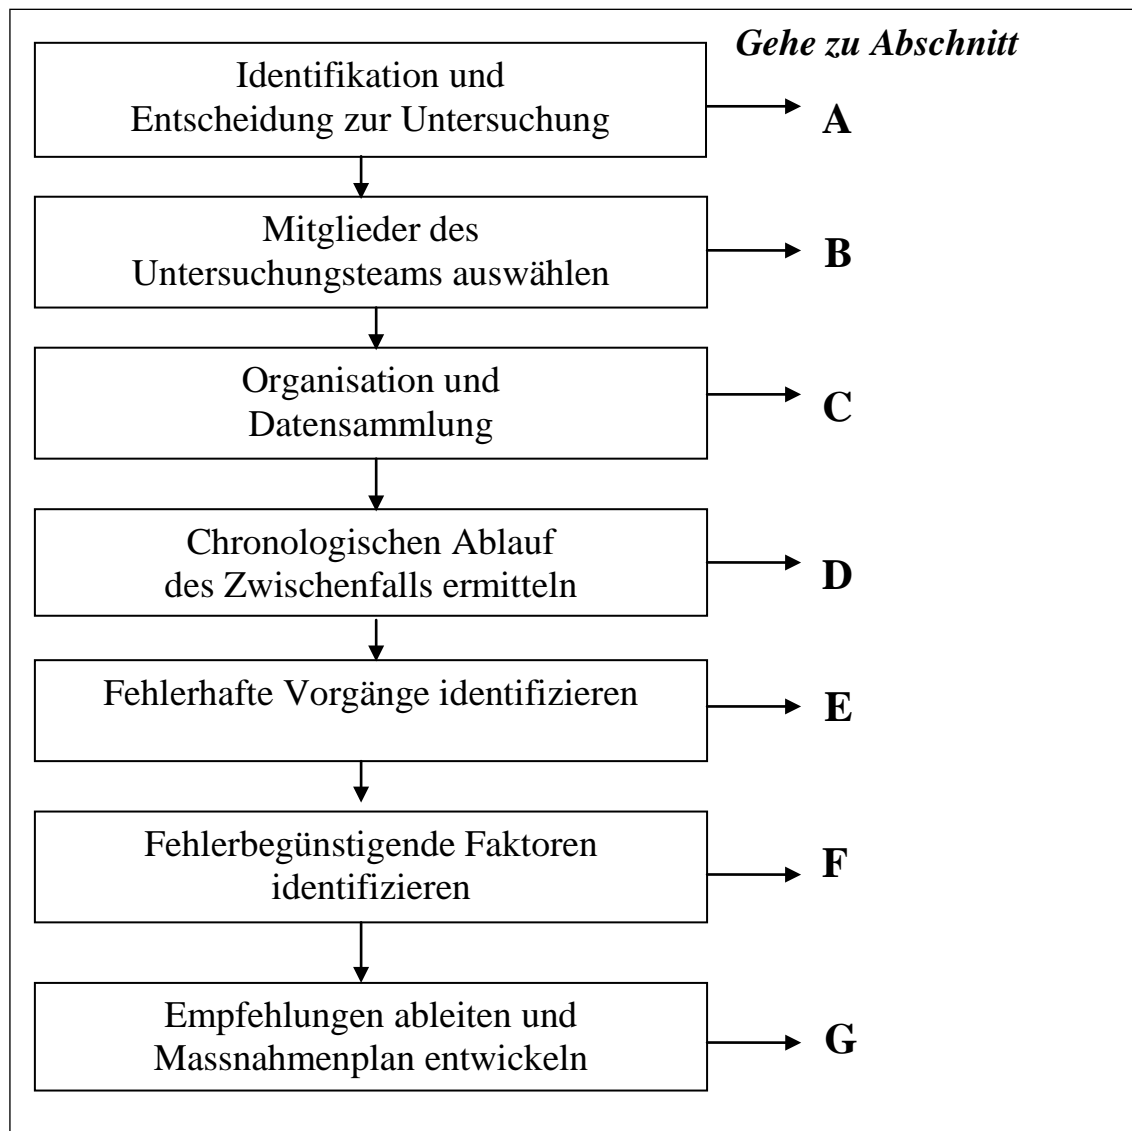 Gehe zu Abschnitt
Identifikation und
Entscheidung zur Untersuchung
A
Mitglieder des
Untersuchungsteams auswählen
B
Organisation und
Datensammlung
C
Chronologischen Ablauf
des Zwischenfalls ermitteln
D
Fehlerhafte Vorgänge identifizieren
E
Fehlerbegünstigende Faktoren
identifizieren
F
Empfehlungen ableiten und
Massnahmenplan entwickeln
G